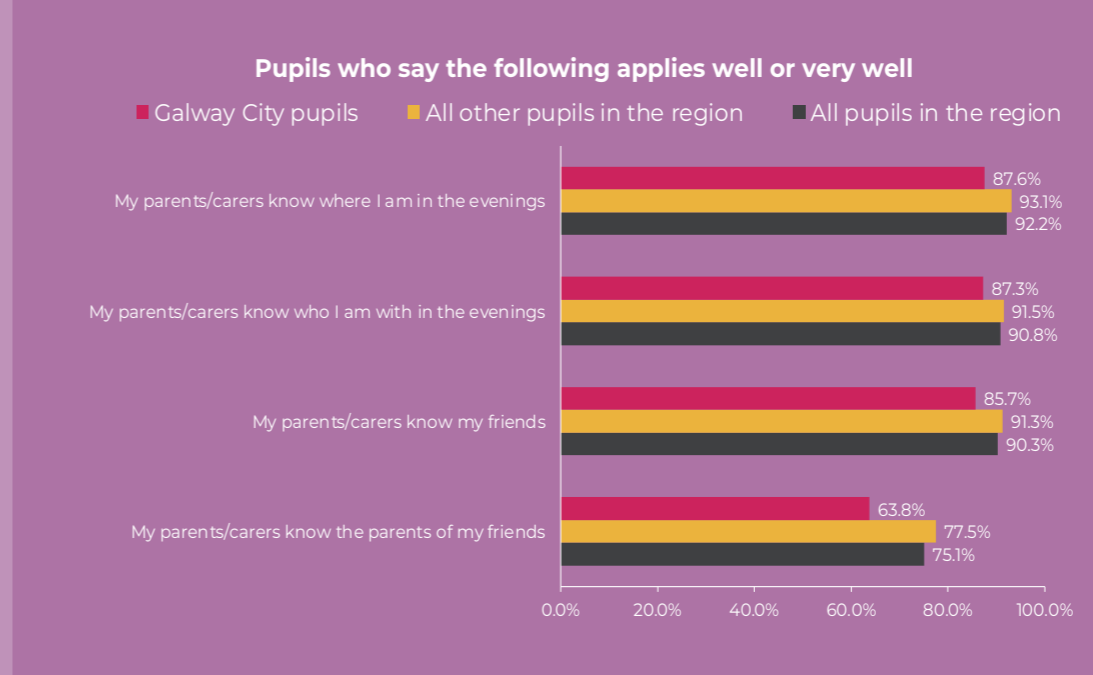 Pupils who say the following applies well or very well
Galway City pupils All other pupils in the region All pupils in the region
My parents/carers know where I am in the evenings
87.6%
93.1%
92.2%
My parents/carers know who I am with in the evenings
87.3%
91.5%
90.8%
My parents/carers know my friends
85.7%
91.3%
90.3%
My parents/carers know the parents of my friends
63.8%
77.5%
75.1%
0.0% 20.0% 40.0% 60.0% 80.0% 100.0%